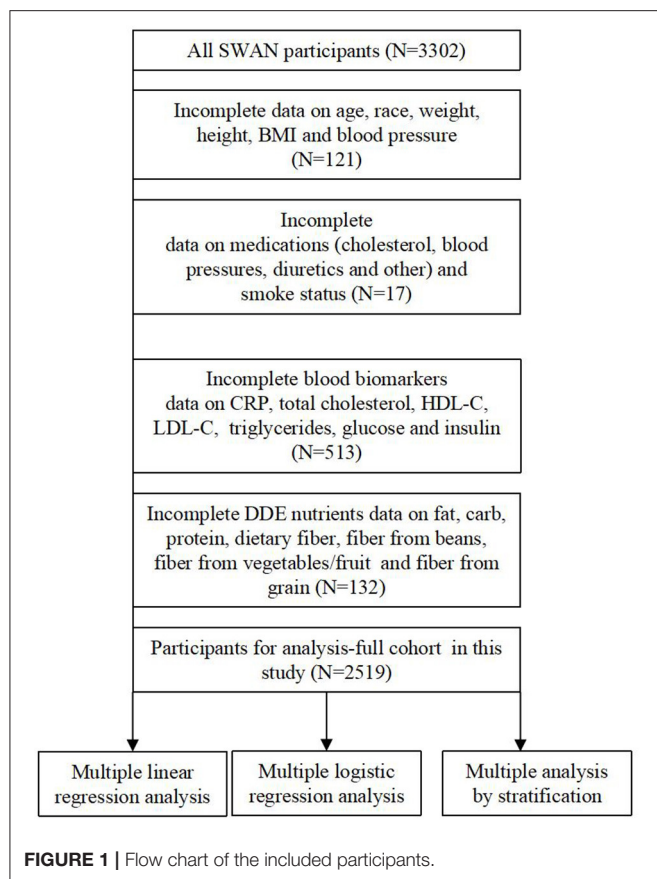 All SWAN participants (N=3302)
Incomplete data on age, race, weight,
height, BMI and blood pressure
(N=121)
Incomplete
data on medications (cholesterol, blood
pressures, diuretics and other) and
smoke status (N=17)
Incomplete blood biomarkers
data on CRP, total cholesterol, HDL-C,
LDL-C, triglycerides, glucose and insulin
(N=513)
Incomplete DDE nutrients data on fat, carb,
protein, dietary fiber, fiber from beans,
fiber from vegetables/fruit and fiber from
grain (N=132)
Participants for analysis-full cohort in this
study (N=2519)
Multiple linear
regression analysis
Multiple logistic
regression analysis
Multiple analysis
by stratification
FIGURE 1 | Flow chart of the included participants.